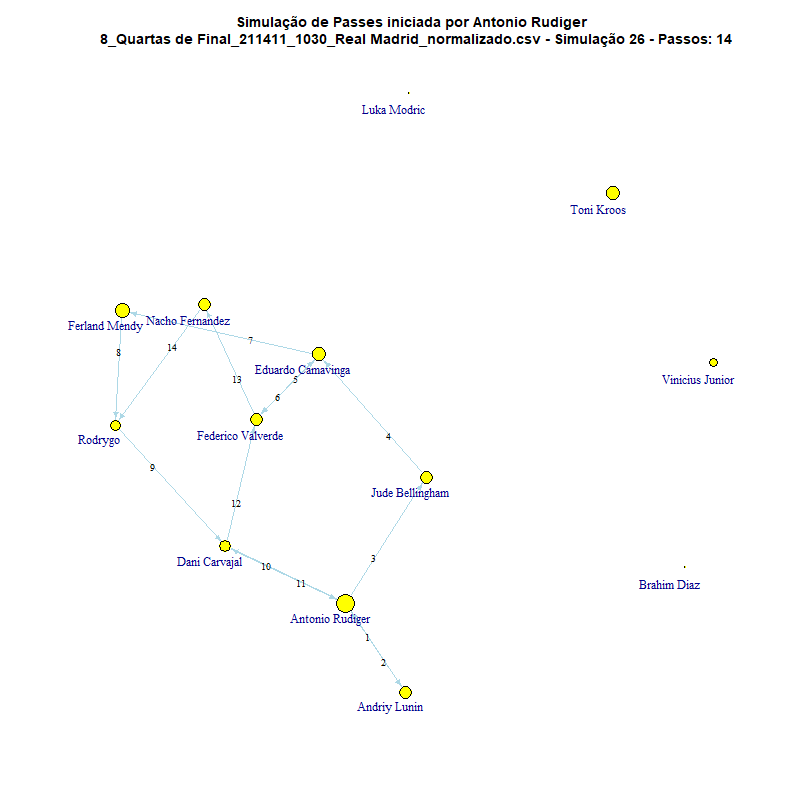 Simulação de Passes iniciada por Antonio Rudiger
8_Quartas de Final_211411_1030_Real Madrid_normalizado.csv - Simulação 26 - Passos: 14
Luka Modric
Toni Kroos
Ferland Mendy
Nacho Fernandez
7
14
8
Eduardo Camavinga
13
5
Vinicius Junior
6
Federico Valverde
4
Rodrygo
9
Jude Bellingham
12
3
Dani Carvajal
10
11
Brahim Diaz
Antonio Rudiger
1
2
Andriy Lunin